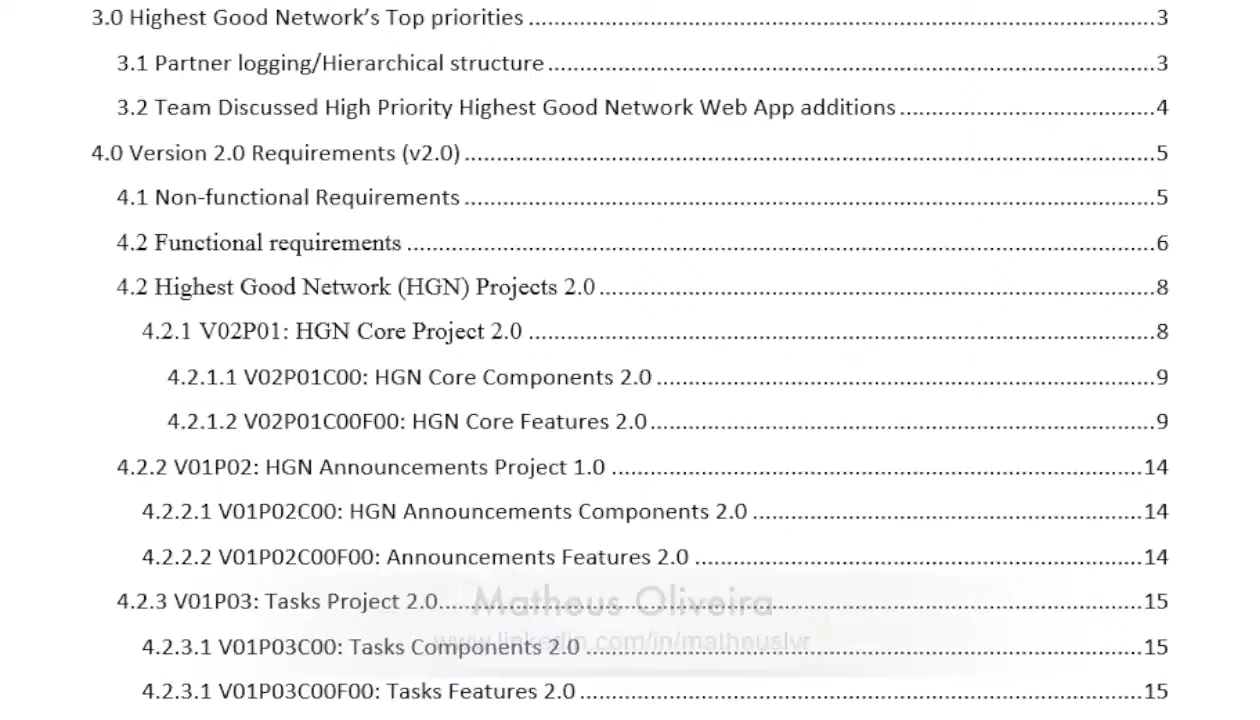 3.0 Highest Good Network’s Top priorities ........ 3
3.1 Partner logging/Hierarchical structure ........ 3
3.2 Team Discussed High Priority Highest Good Network Web App additions ........ 4
4.0 Version 2.0 Requirements (v2.0) ........ 5
4.1 Non-functional Requirements ........ 5
4.2 Functional requirements ........ 6
4.2 Highest Good Network (HGN) Projects 2.0 ........ 8
4.2.1 V02P01: HGN Core Project 2.0 ........ 8
4.2.1.1 V02P01C00: HGN Core Components 2.0 ........ 9
4.2.1.2 V02P01C00F00: HGN Core Features 2.0 ........ 9
4.2.2 V01P02: HGN Announcements Project 1.0 ........ 14
4.2.2.1 V01P02C00: HGN Announcements Components 2.0 ........ 14
4.2.2.2 V01P02C00F00: Announcements Features 2.0 ........ 14
4.2.3 V01P03: Tasks Project 2.0 ........ 15
Matheus Oliveira
www.linkedin.com/in/matheuslvr
4.2.3.1 V01P03C00: Tasks Components 2.0 ........ 15
4.2.3.1 V01P03C00F00: Tasks Features 2.0 ........ 15